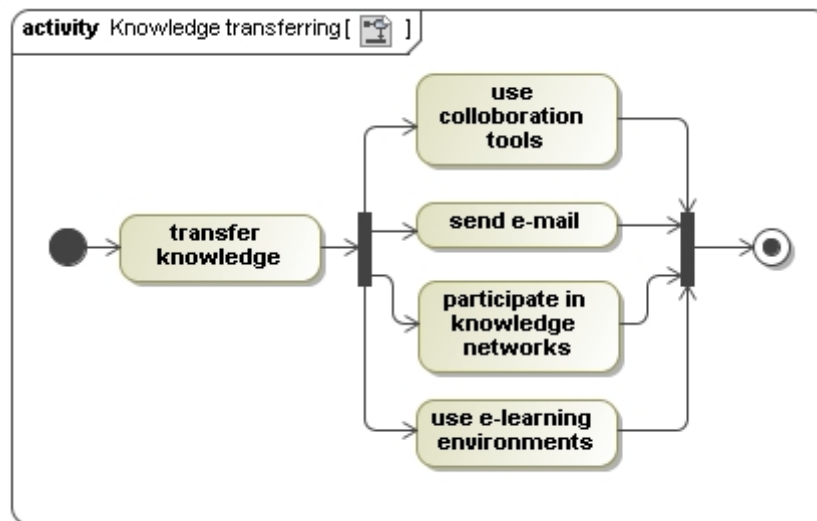 activity Knowledge transferring [ ]
use
colloboration
tools
transfer
knowledge
send e-mail
participate in
knowledge
networks
use e-learning
environments